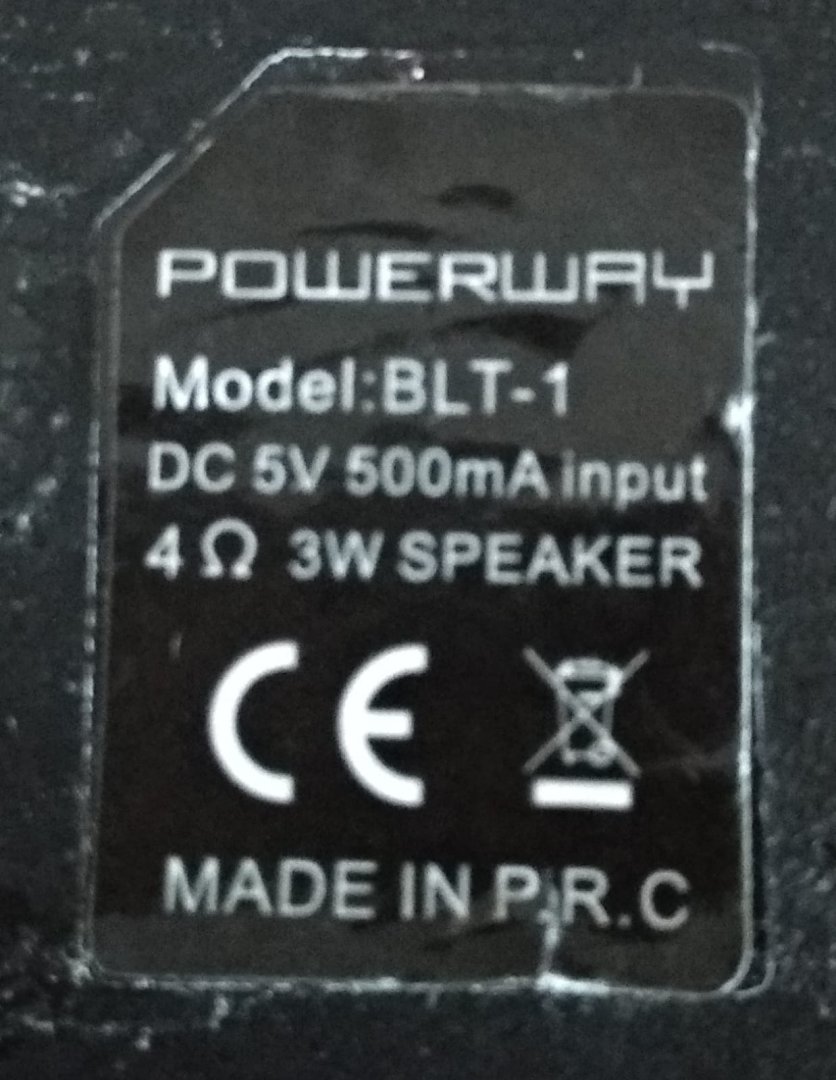 POWERWAY
Model:BLT-1
DC 5V 500mA input
4 Ω 3W SPEAKER
CE
MADE IN P.R.C